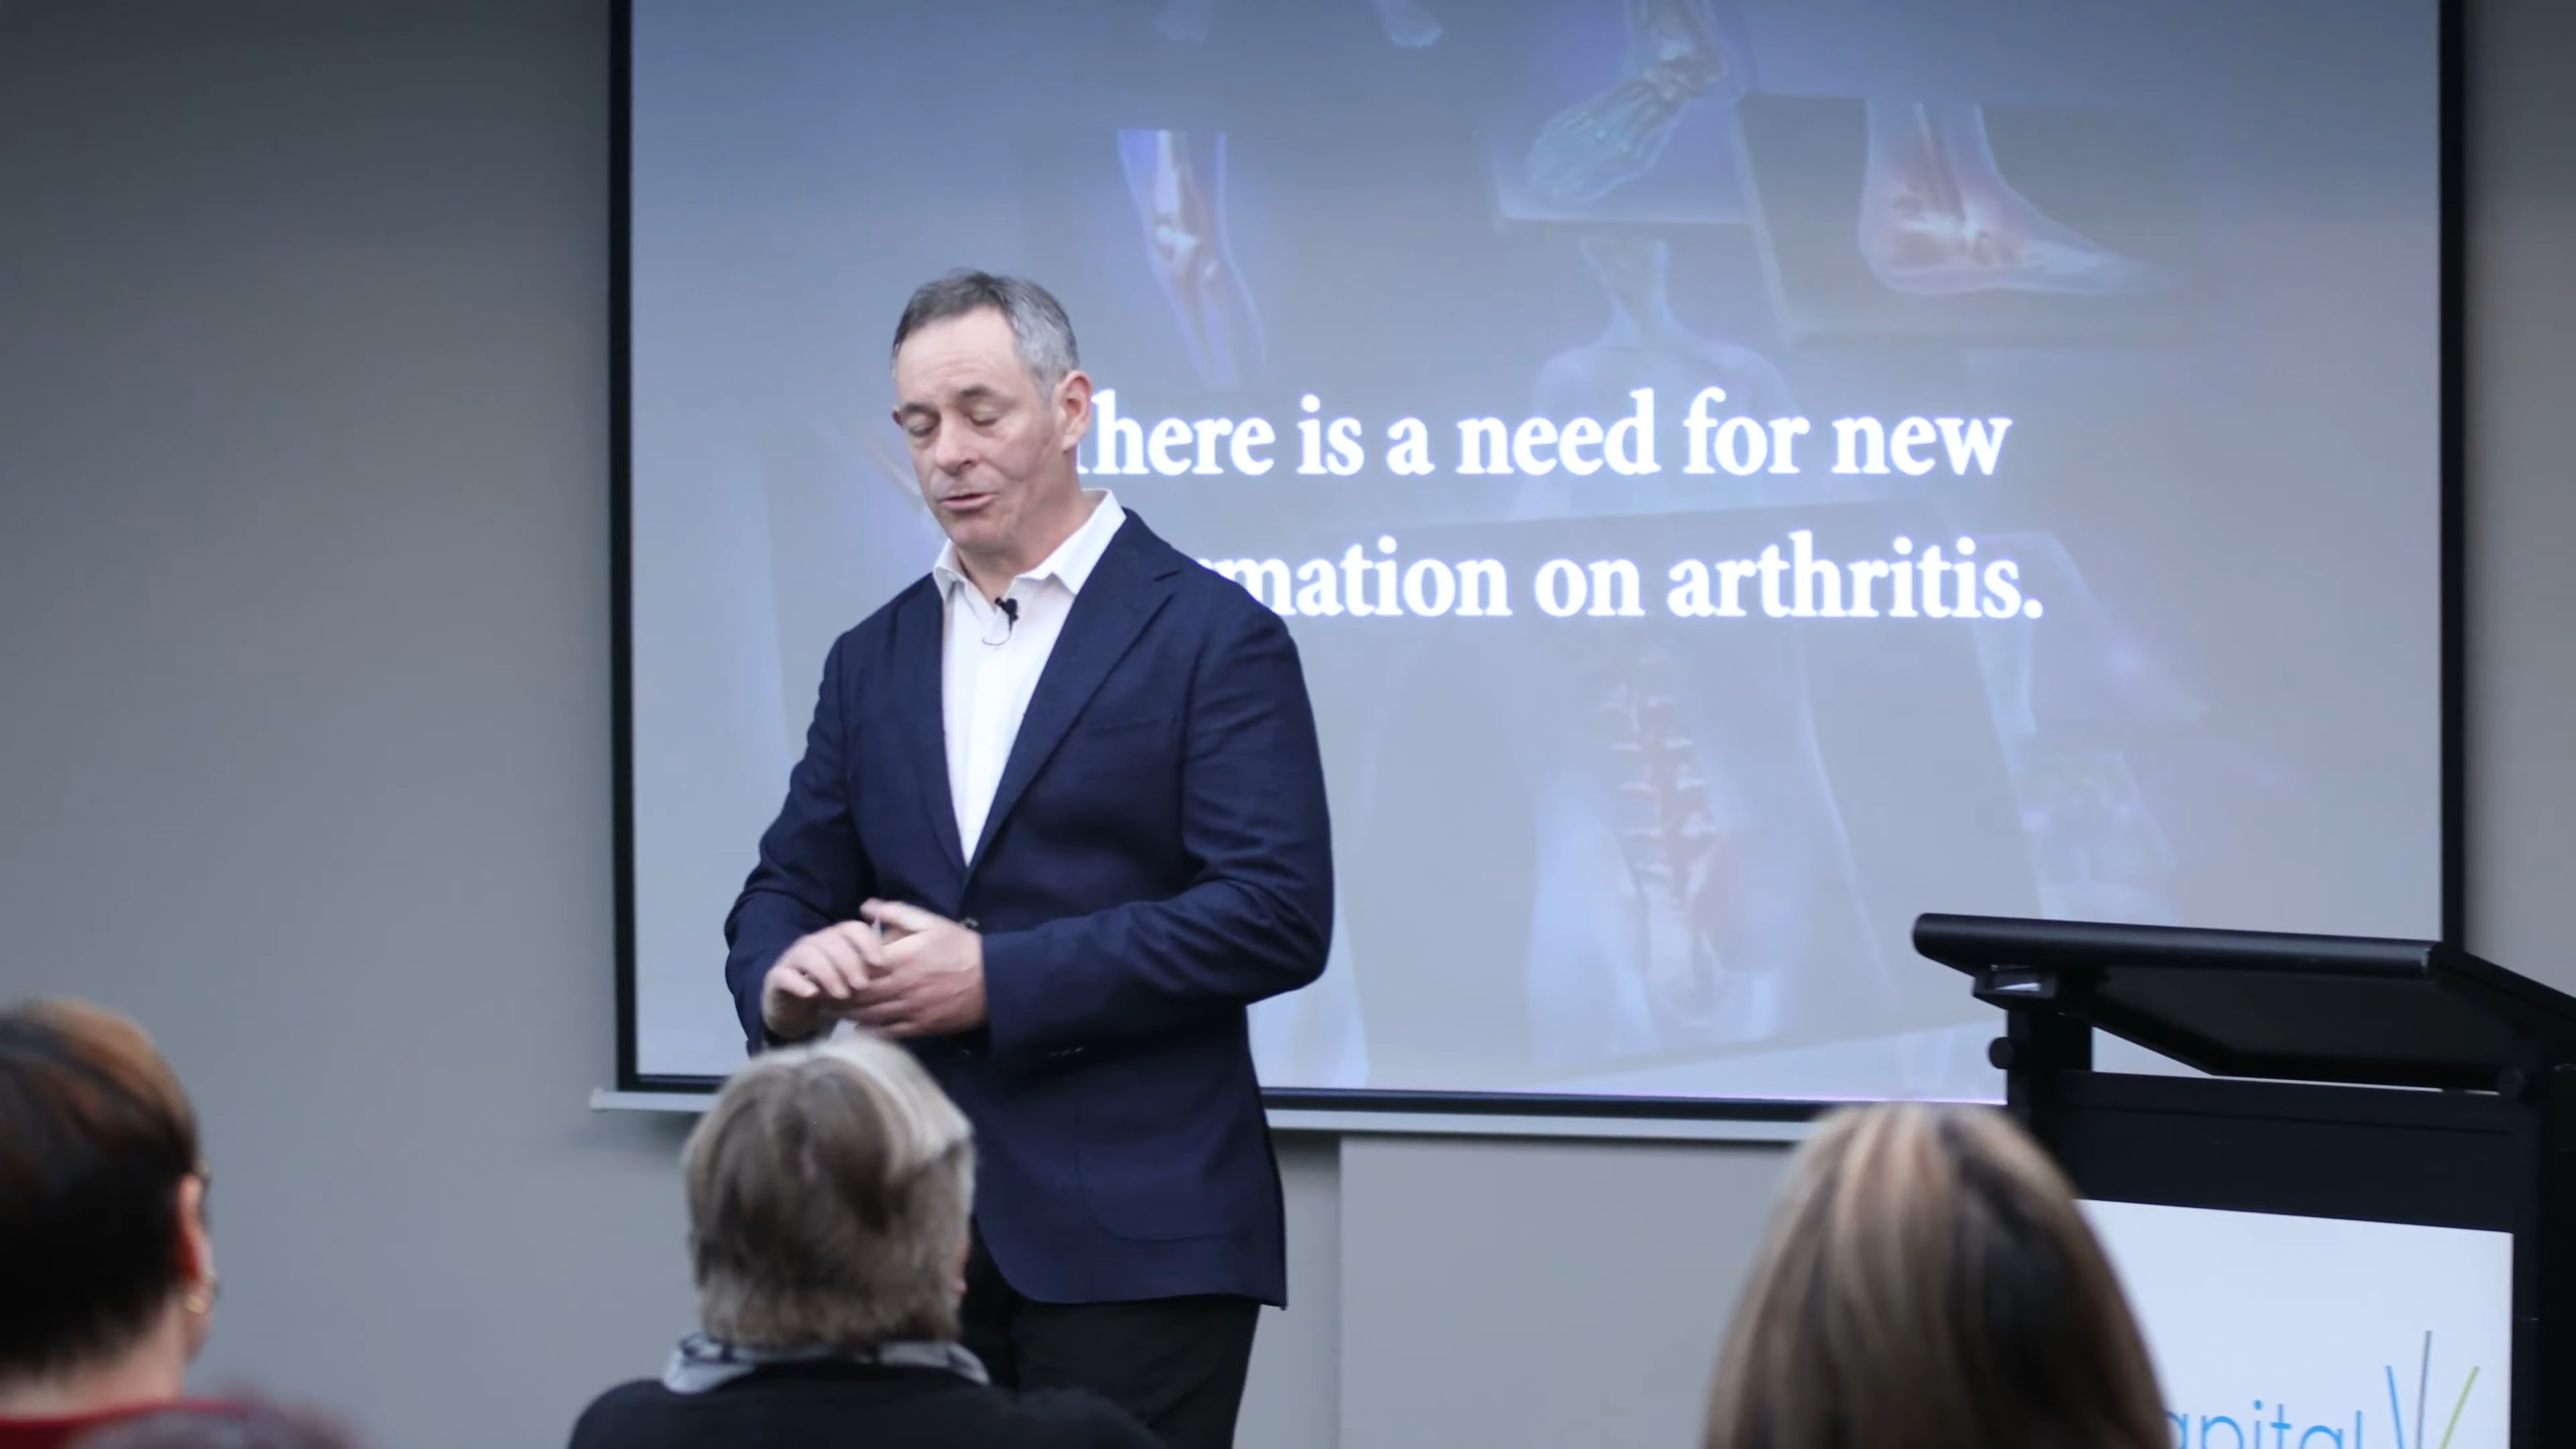 here is a need for new
mation on arthritis.
apital